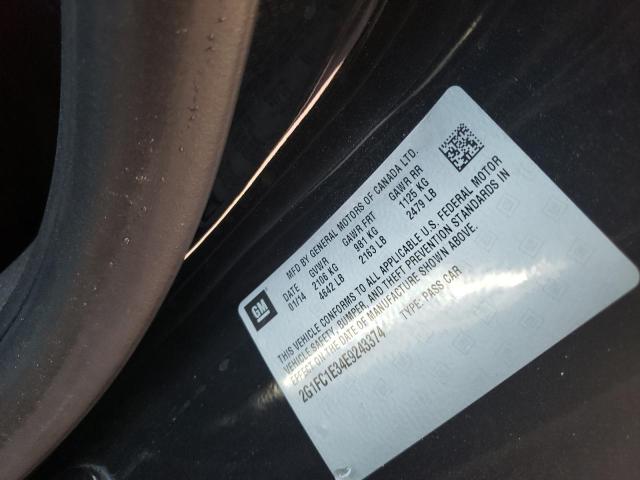 GM
MFD BY GENERAL MOTORS OF CANADA LTD.
DATE GVWR GAWR FRT GAWR RR
01/14 2106 KG 981 KG 1125 KG
4642 LB 2163 LB 2479 LB
THIS VEHICLE CONFORMS TO ALL APPLICABLE U.S. FEDERAL MOTOR
VEHICLE SAFETY, BUMPER, AND THEFT PREVENTION STANDARDS IN
EFFECT ON THE DATE OF MANUFACTURE SHOWN ABOVE.
2G1FC1E34E9243374 TYPE: PASS CAR